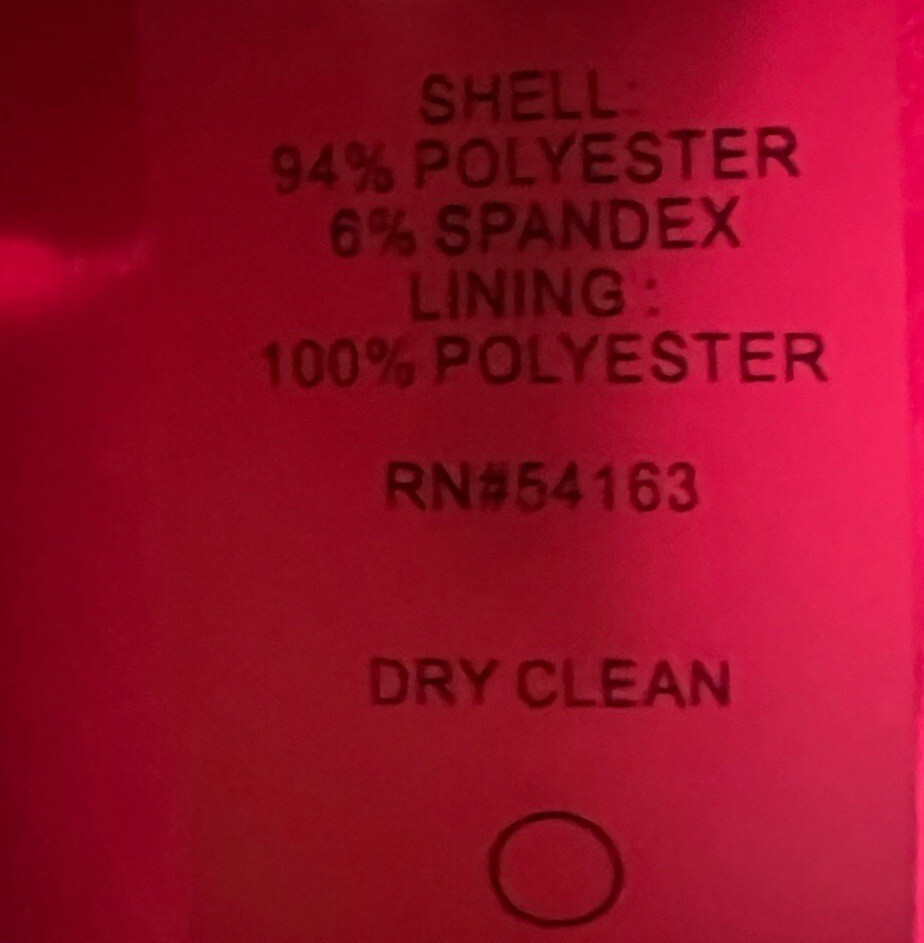 SHELL:
94% POLYESTER
6% SPANDEX
LINING :
100% POLYESTER
RN#54163
DRY CLEAN